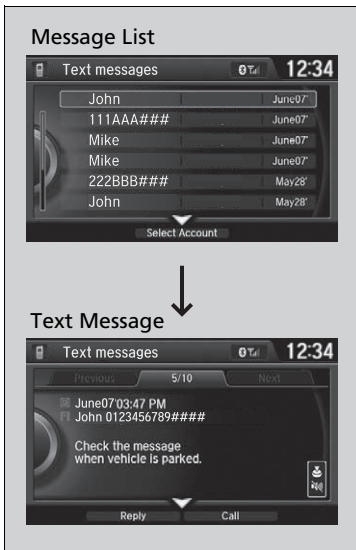 Message List
Text messages 12:34
John June07'
111AAA### June07'
Mike June07'
Mike June07'
222BBB### May28'
John May28'
Select Account
Text Message
Text messages 12:34
Previous 5/10 Next
June07'03:47 PM
John 0123456789####
Check the message
when vehicle is parked.
Reply Call